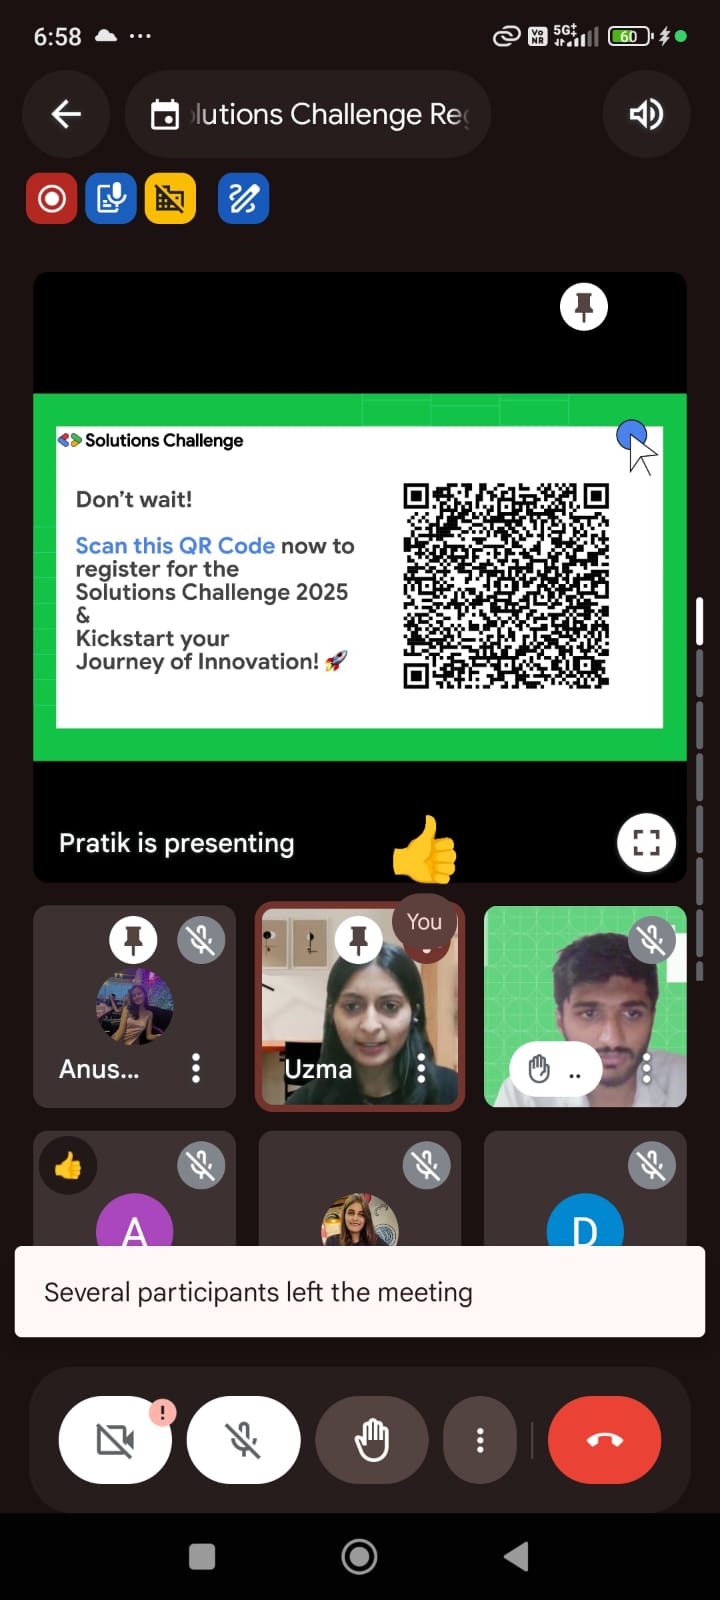 6:58
Vo
NR
5G
60
olutions Challenge Reg
Solutions Challenge
Don't wait!
Scan this QR Code now to
register for the
Solutions Challenge 2025
&
Kickstart your
Journey of Innovation! 🚀
Pratik is presenting
You
Anus...
Uzma
..
A
D
Several participants left the meeting